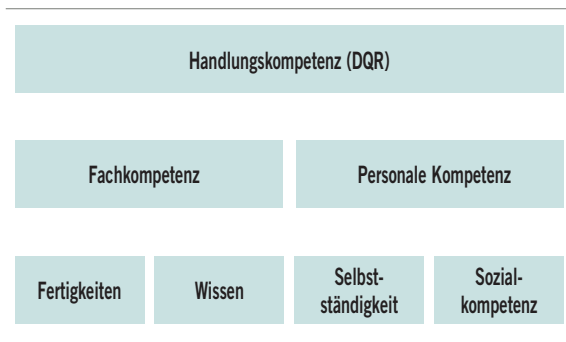 Handlungskompetenz (DQR)
Fachkompetenz
Personale Kompetenz
Fertigkeiten
Wissen
Selbst-
ständigkeit
Sozial-
kompetenz